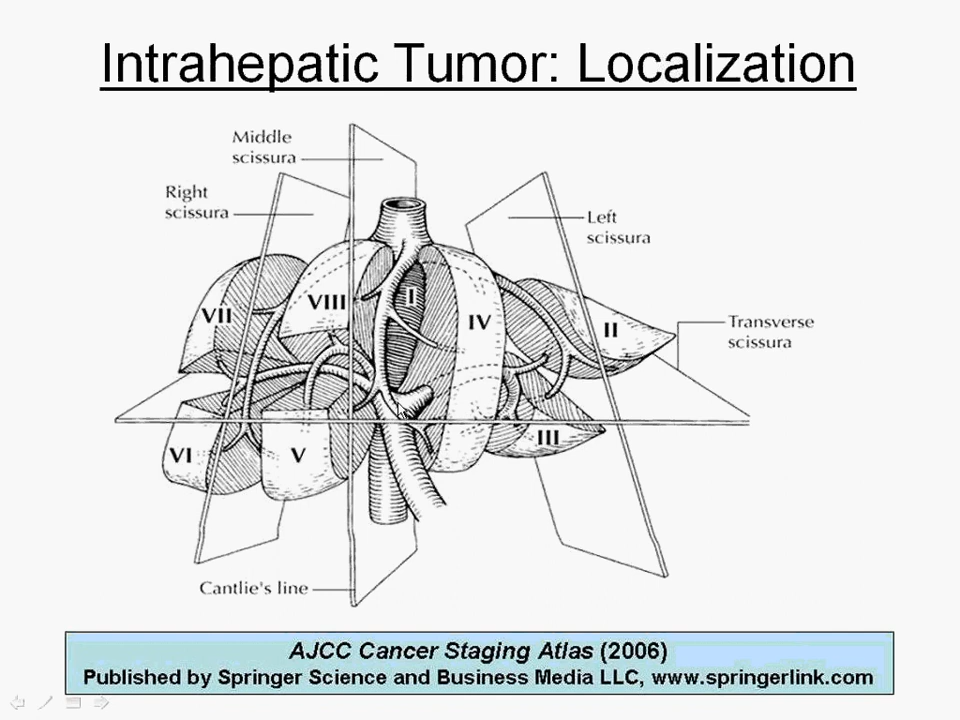 Intrahepatic Tumor: Localization
Middle
scissura
Right
scissura
Left
scissura
VII
VIII
I
IV
II
Transverse
scissura
VI
V
III
Cantlie's line
AJCC Cancer Staging Atlas (2006)
Published by Springer Science and Business Media LLC, www.springerlink.com